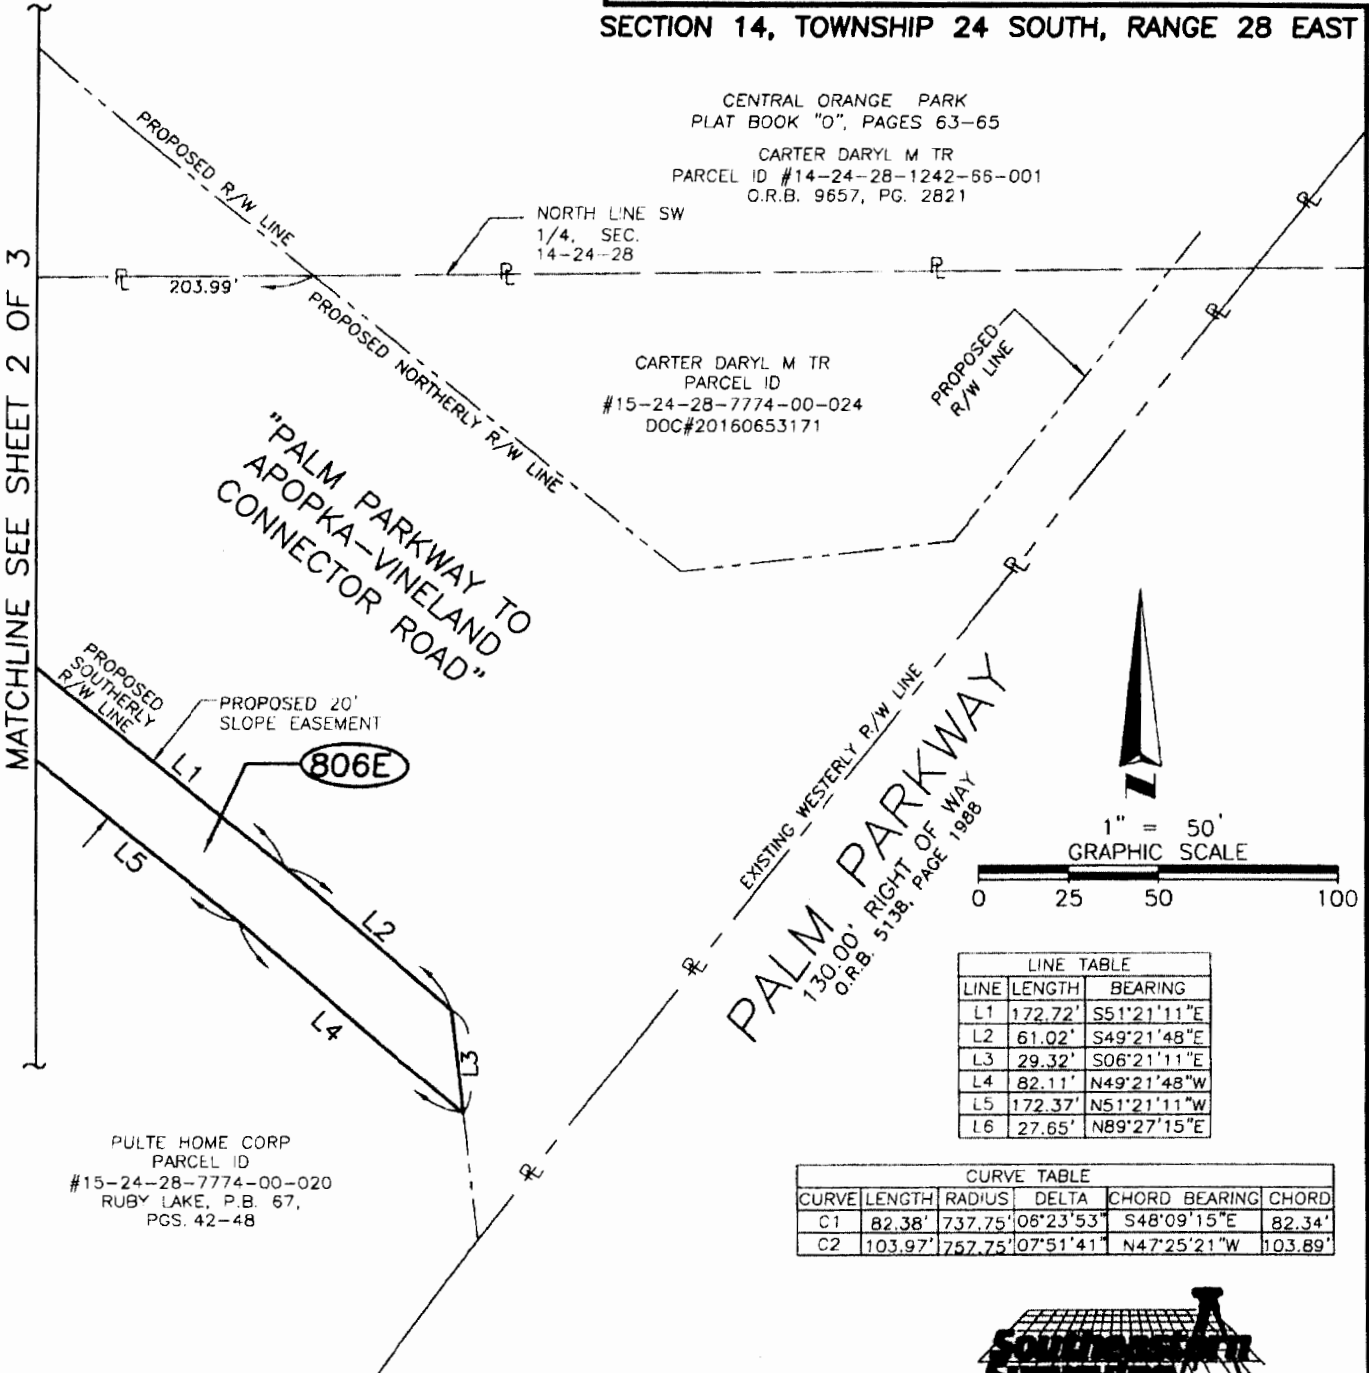 SECTION 14, TOWNSHIP 24 SOUTH, RANGE 28 EAST
CENTRAL ORANGE PARK
PLAT BOOK "O", PAGES 63-65
CARTER DARYL M TR
PARCEL ID #14-24-28-1242-66-001
O.R.B. 9657, PG. 2821
PROPOSED R/W LINE
NORTH LINE SW
1/4, SEC.
14-24-28
203.99'
PROPOSED NORTHERLY R/W LINE
CARTER DARYL M TR
PARCEL ID
#15-24-28-7774-00-024
DOC#20160653171
PROPOSED
R/W LINE
MATCHLINE SEE SHEET 2 OF 3
"PALM PARKWAY TO
APOPKA-VINELAND
CONNECTOR ROAD"
PROPOSED
SOUTHERLY
R/W LINE
PROPOSED 20'
SLOPE EASEMENT
806E
L1
L5
L2
L4
L3
EXISTING WESTERLY R/W LINE
PALM PARKWAY
130.00' RIGHT OF WAY
O.R.B. 5138, PAGE 1988
1" = 50'
GRAPHIC SCALE
0 25 50 100
LINE TABLE
LINE LENGTH BEARING
L1 172.72' S51°21'11"E
L2 61.02' S49°21'48"E
L3 29.32' S06°21'11"E
L4 82.11' N49°21'48"W
L5 172.37' N51°21'11"W
L6 27.65' N89°27'15"E
PULTE HOME CORP
PARCEL ID
#15-24-28-7774-00-020
RUBY LAKE, P.B. 67,
PGS. 42-48
CURVE TABLE
CURVE LENGTH RADIUS DELTA CHORD BEARING CHORD
C1 82.38' 737.75' 06°23'53" S48°09'15"E 82.34'
C2 103.97' 757.75' 07°51'41" N47°25'21"W 103.89'
Southeastern